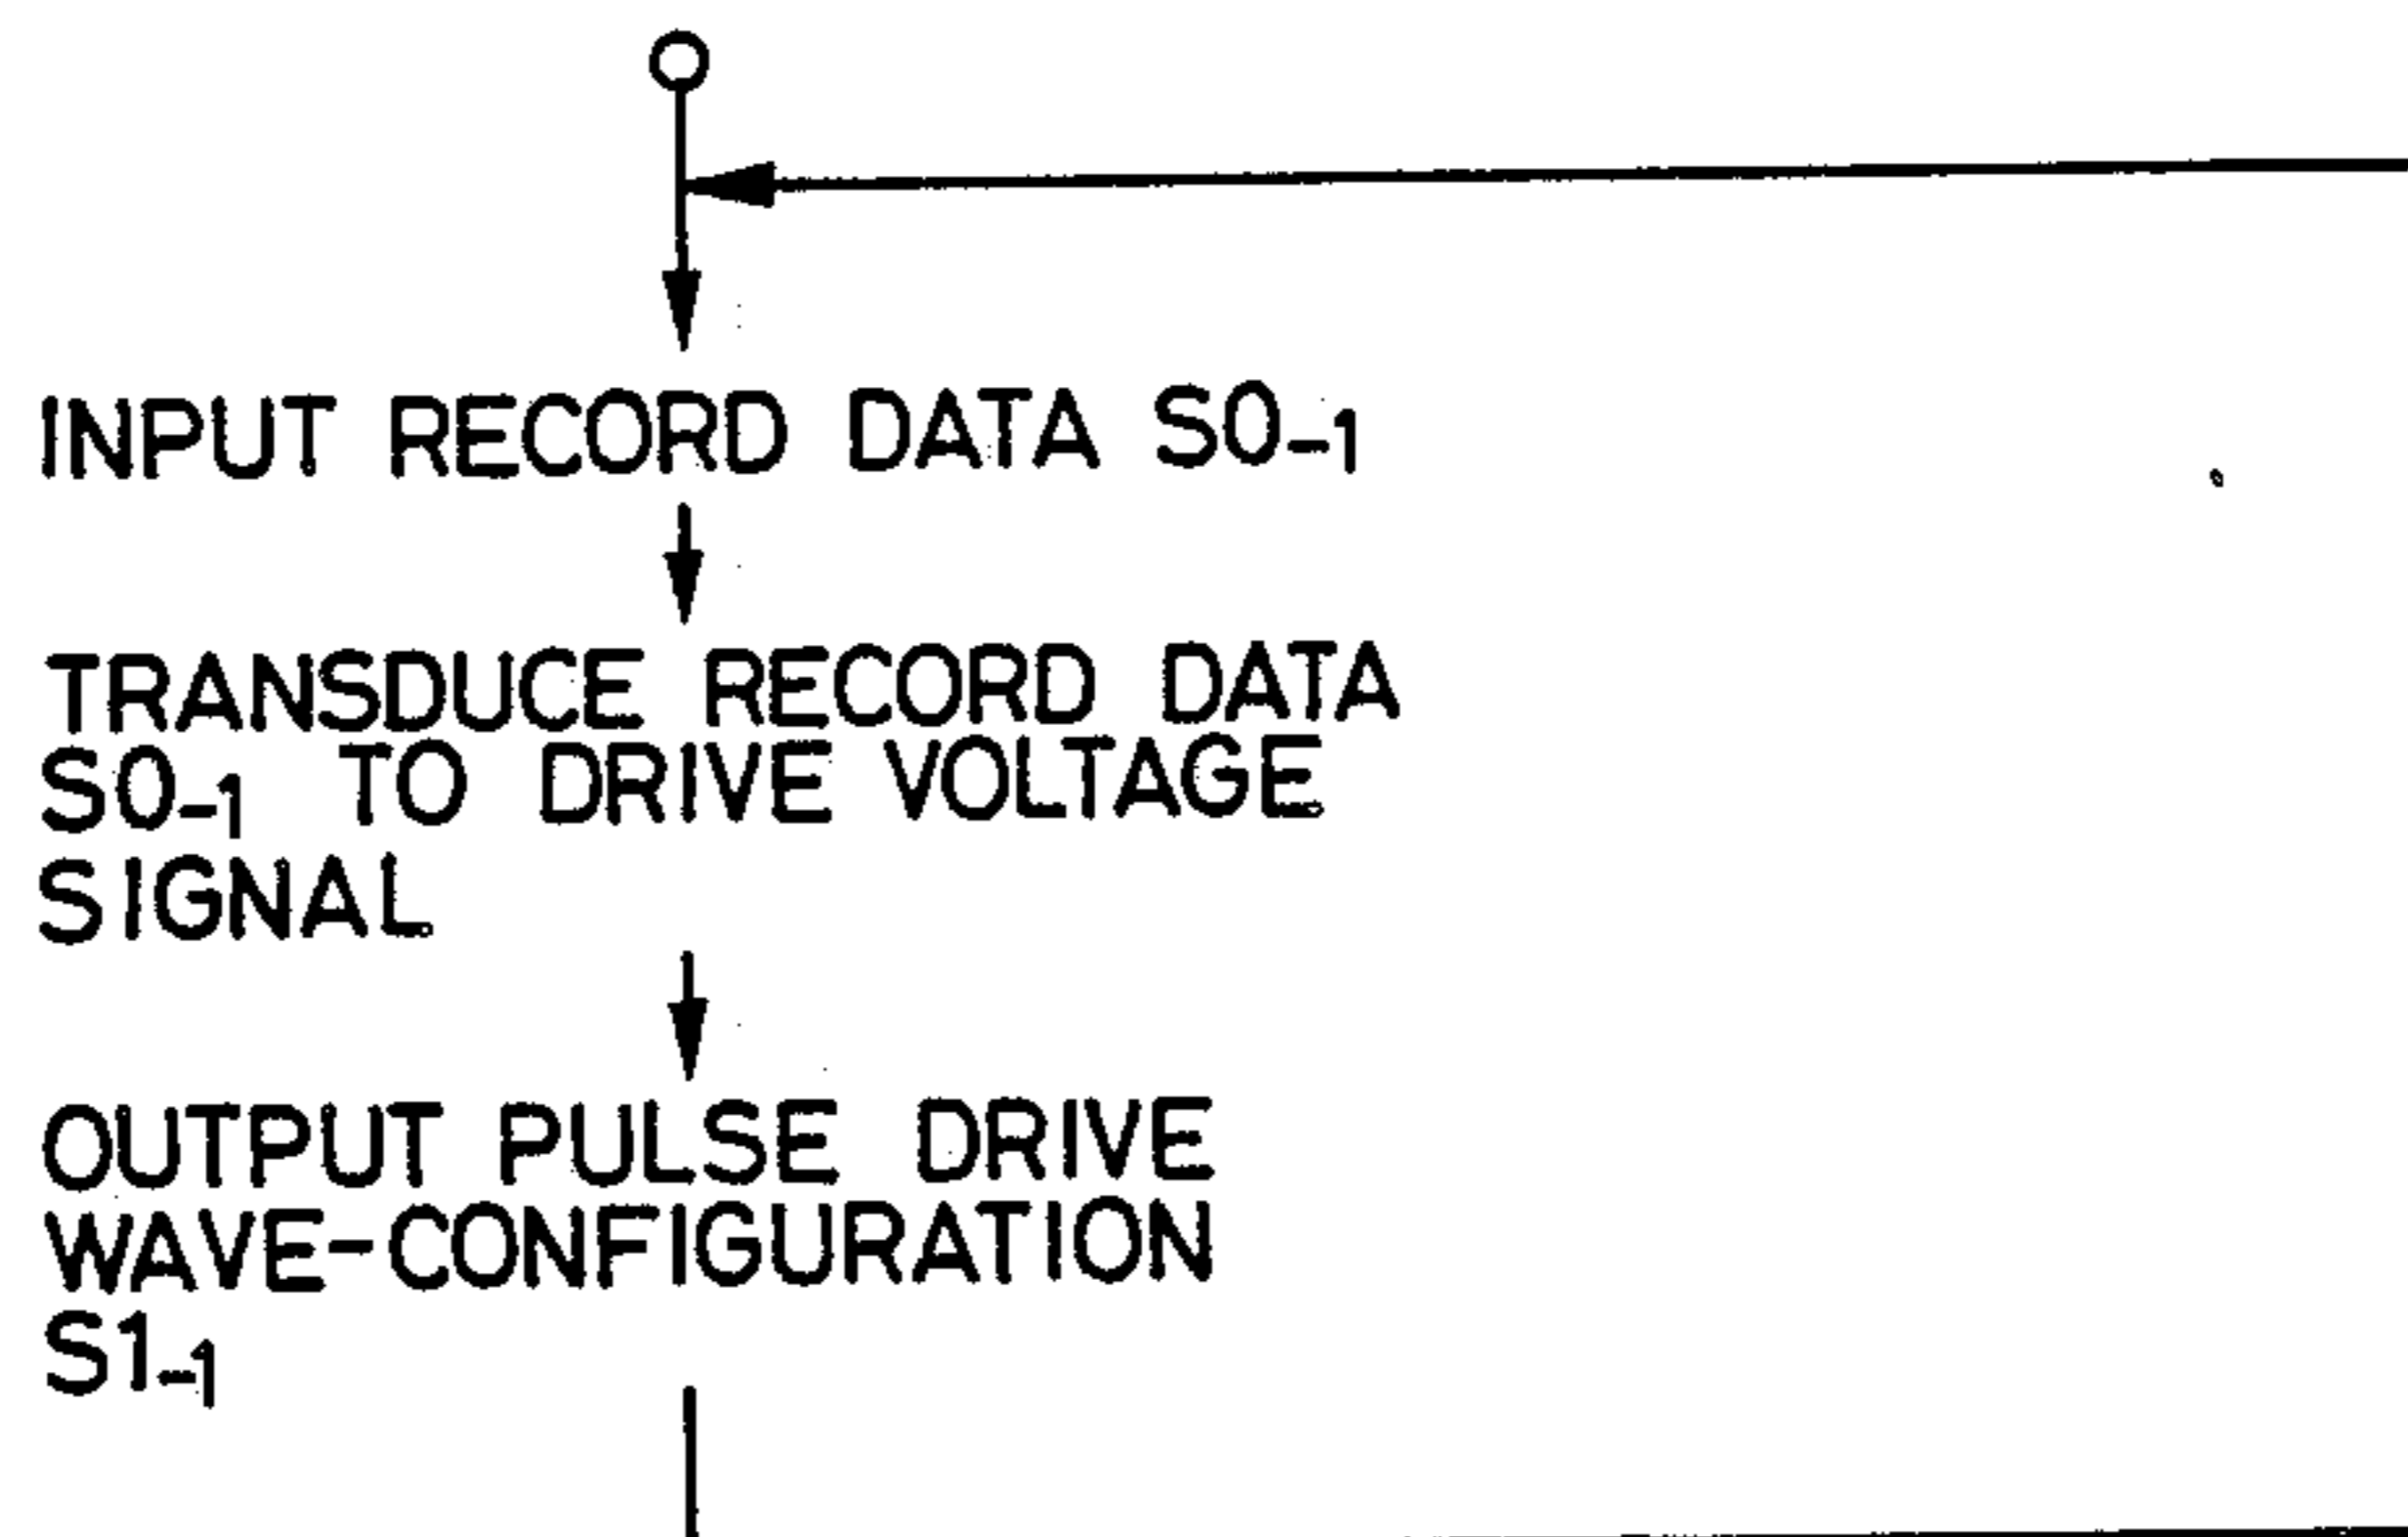 INPUT RECORD DATA S0-1
TRANSDUCE RECORD DATA
S0-1 TO DRIVE VOLTAGE
SIGNAL
OUTPUT PULSE DRIVE
WAVE-CONFIGURATION
S1-1